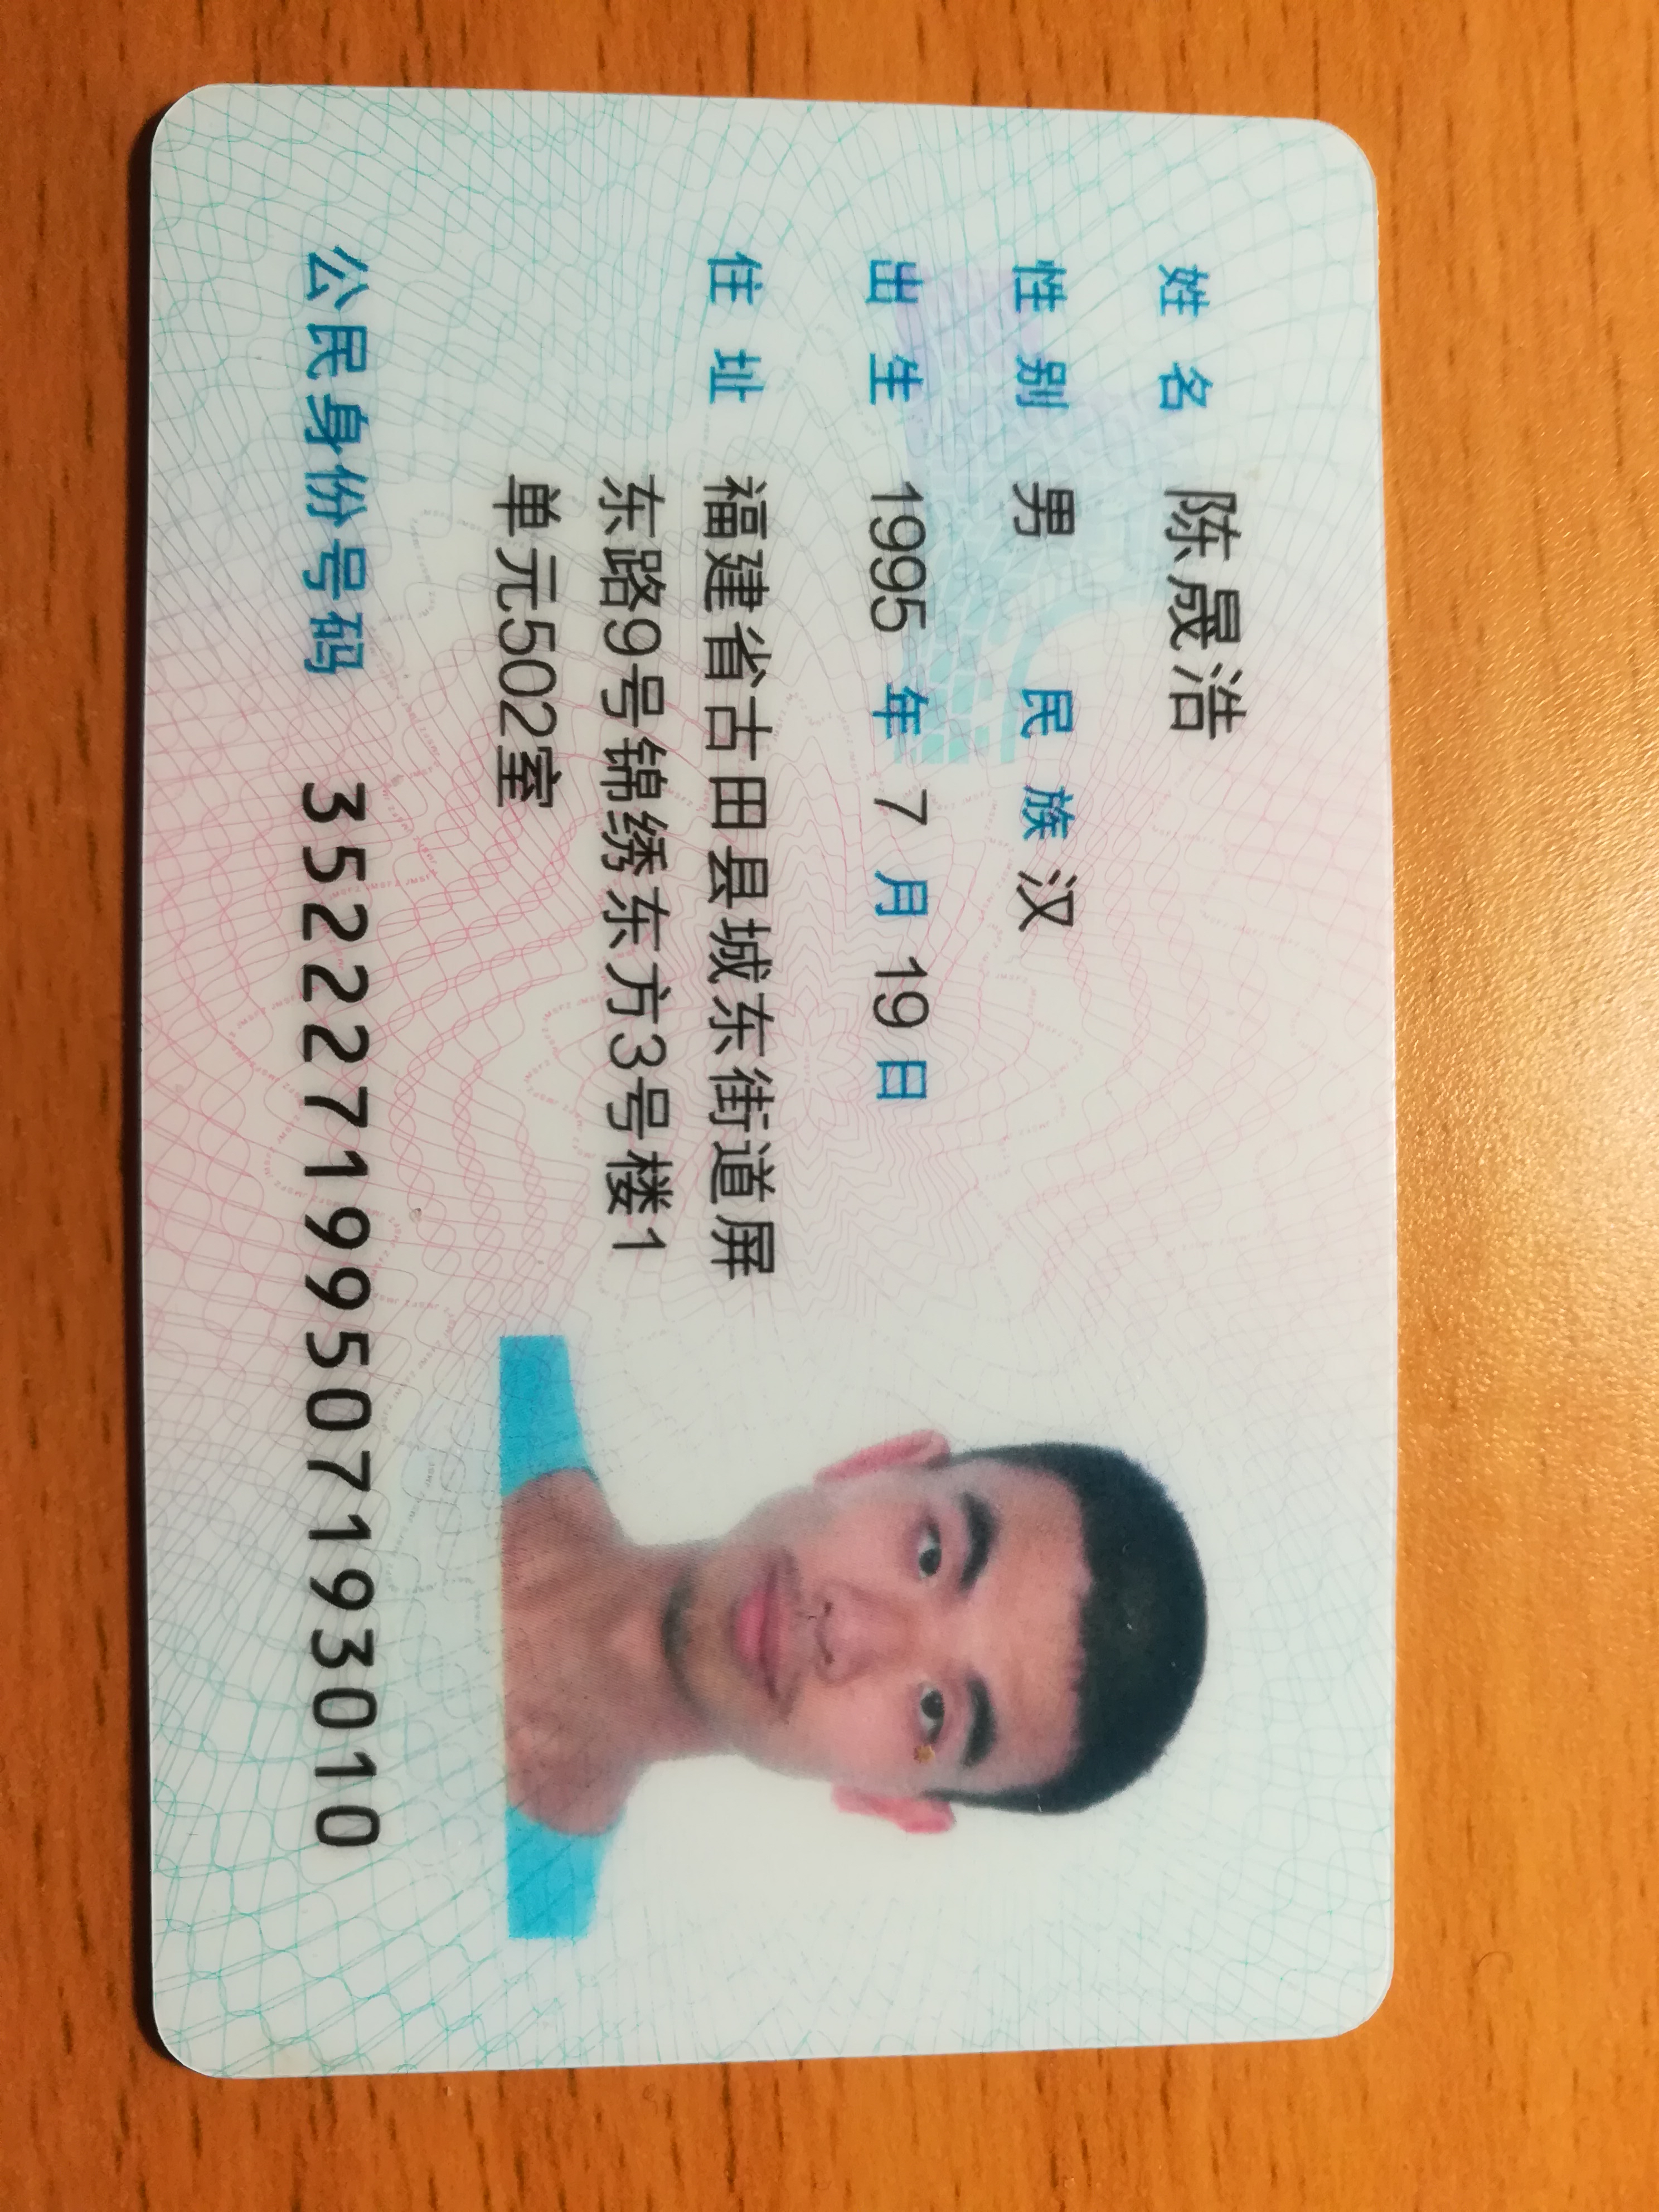 姓名 陈晟浩
性别 男 民族 汉
出生 1995 年 7 月 19 日
住址 福建省古田县城东街道屏
东路9号锦绣东方3号楼1
单元502室
公民身份号码 352227199507193010